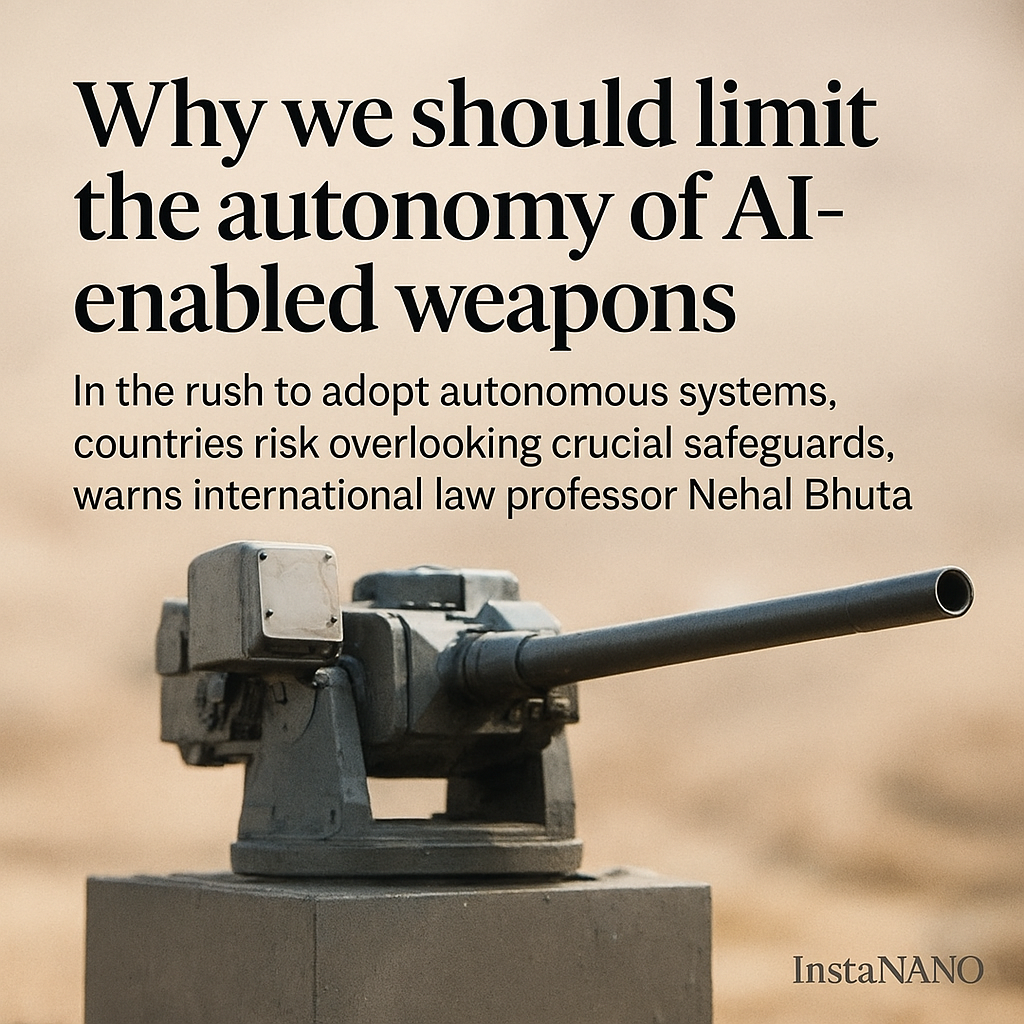 Why we should limit
the autonomy of AI-
enabled weapons
In the rush to adopt autonomous systems,
countries risk overlooking crucial safeguards,
warns international law professor Nehal Bhuta
InstaNANO